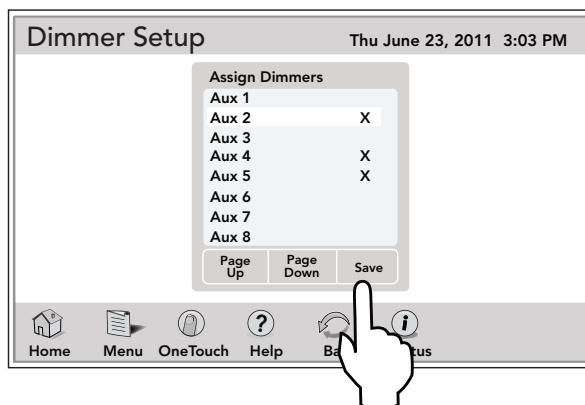 Dimmer Setup Thu June 23, 2011 3:03 PM
Assign Dimmers
Aux 1
Aux 2 X
Aux 3
Aux 4 X
Aux 5 X
Aux 6
Aux 7
Aux 8
Page Up
Page Down
Save
Home Menu OneTouch Help